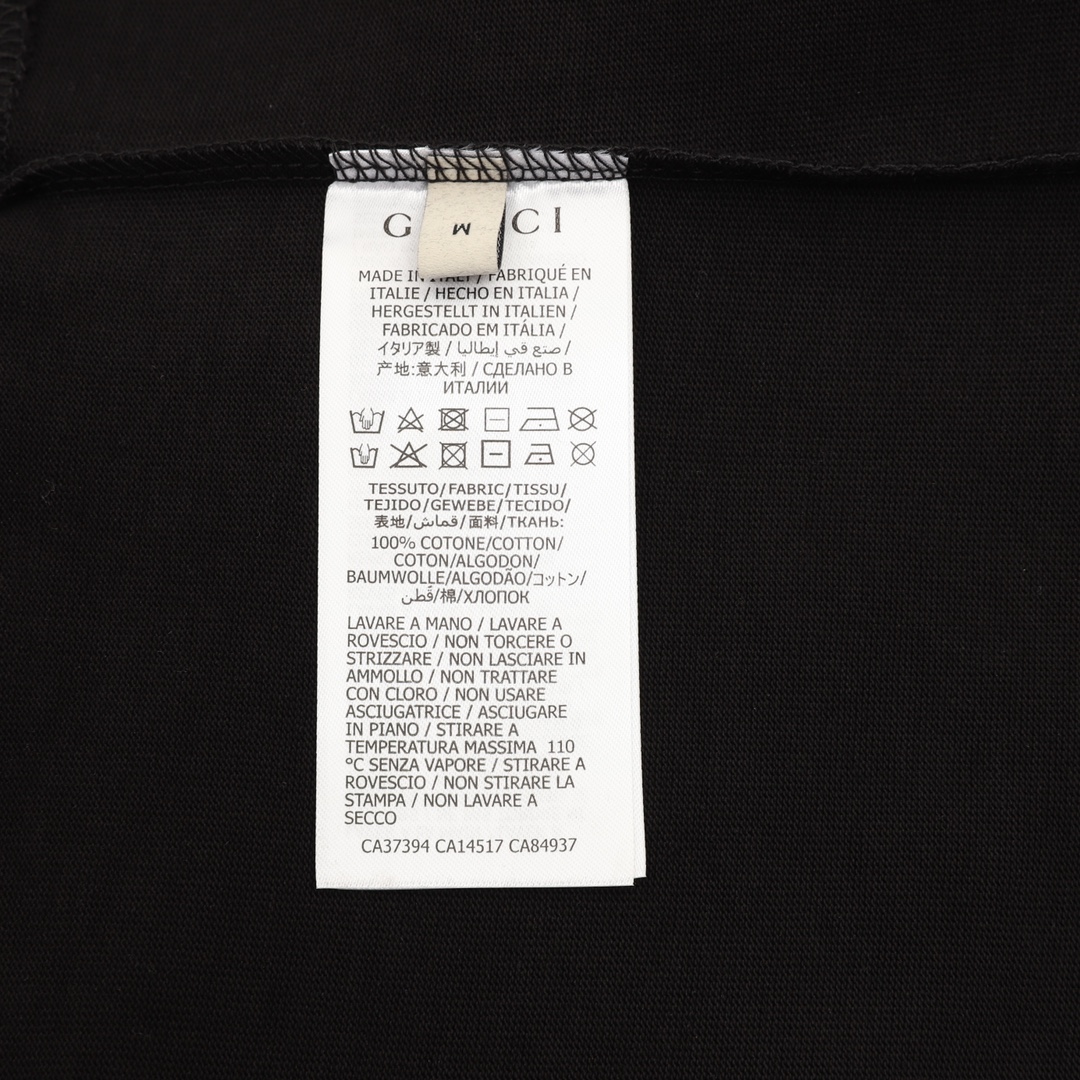 G CI
M
MADE IN ITALY / FABRIQUÉ EN
ITALIE / HECHO EN ITALIA /
HERGESTELLT IN ITALIEN /
FABRICADO EM ITÁLIA /
イタリア製 / صنع في إيطاليا /
产地:意大利 / СДЕЛАНО В
ИТАЛИИ
TESSUTO/FABRIC/TISSU/
TEJIDO/GEWEBE/TECIDO/
表地/قماش/面料/ТКАНЬ:
100% COTONE/COTTON/
COTON/ALGODON/
BAUMWOLLE/ALGODÃO/コットン/
قُطن/棉/ХЛОПОК
LAVARE A MANO / LAVARE A
ROVESCIO / NON TORCERE O
STRIZZARE / NON LASCIARE IN
AMMOLLO / NON TRATTARE
CON CLORO / NON USARE
ASCIUGATRICE / ASCIUGARE
IN PIANO / STIRARE A
TEMPERATURA MASSIMA 110
°C SENZA VAPORE / STIRARE A
ROVESCIO / NON STIRARE LA
STAMPA / NON LAVARE A
SECCO
CA37394 CA14517 CA84937